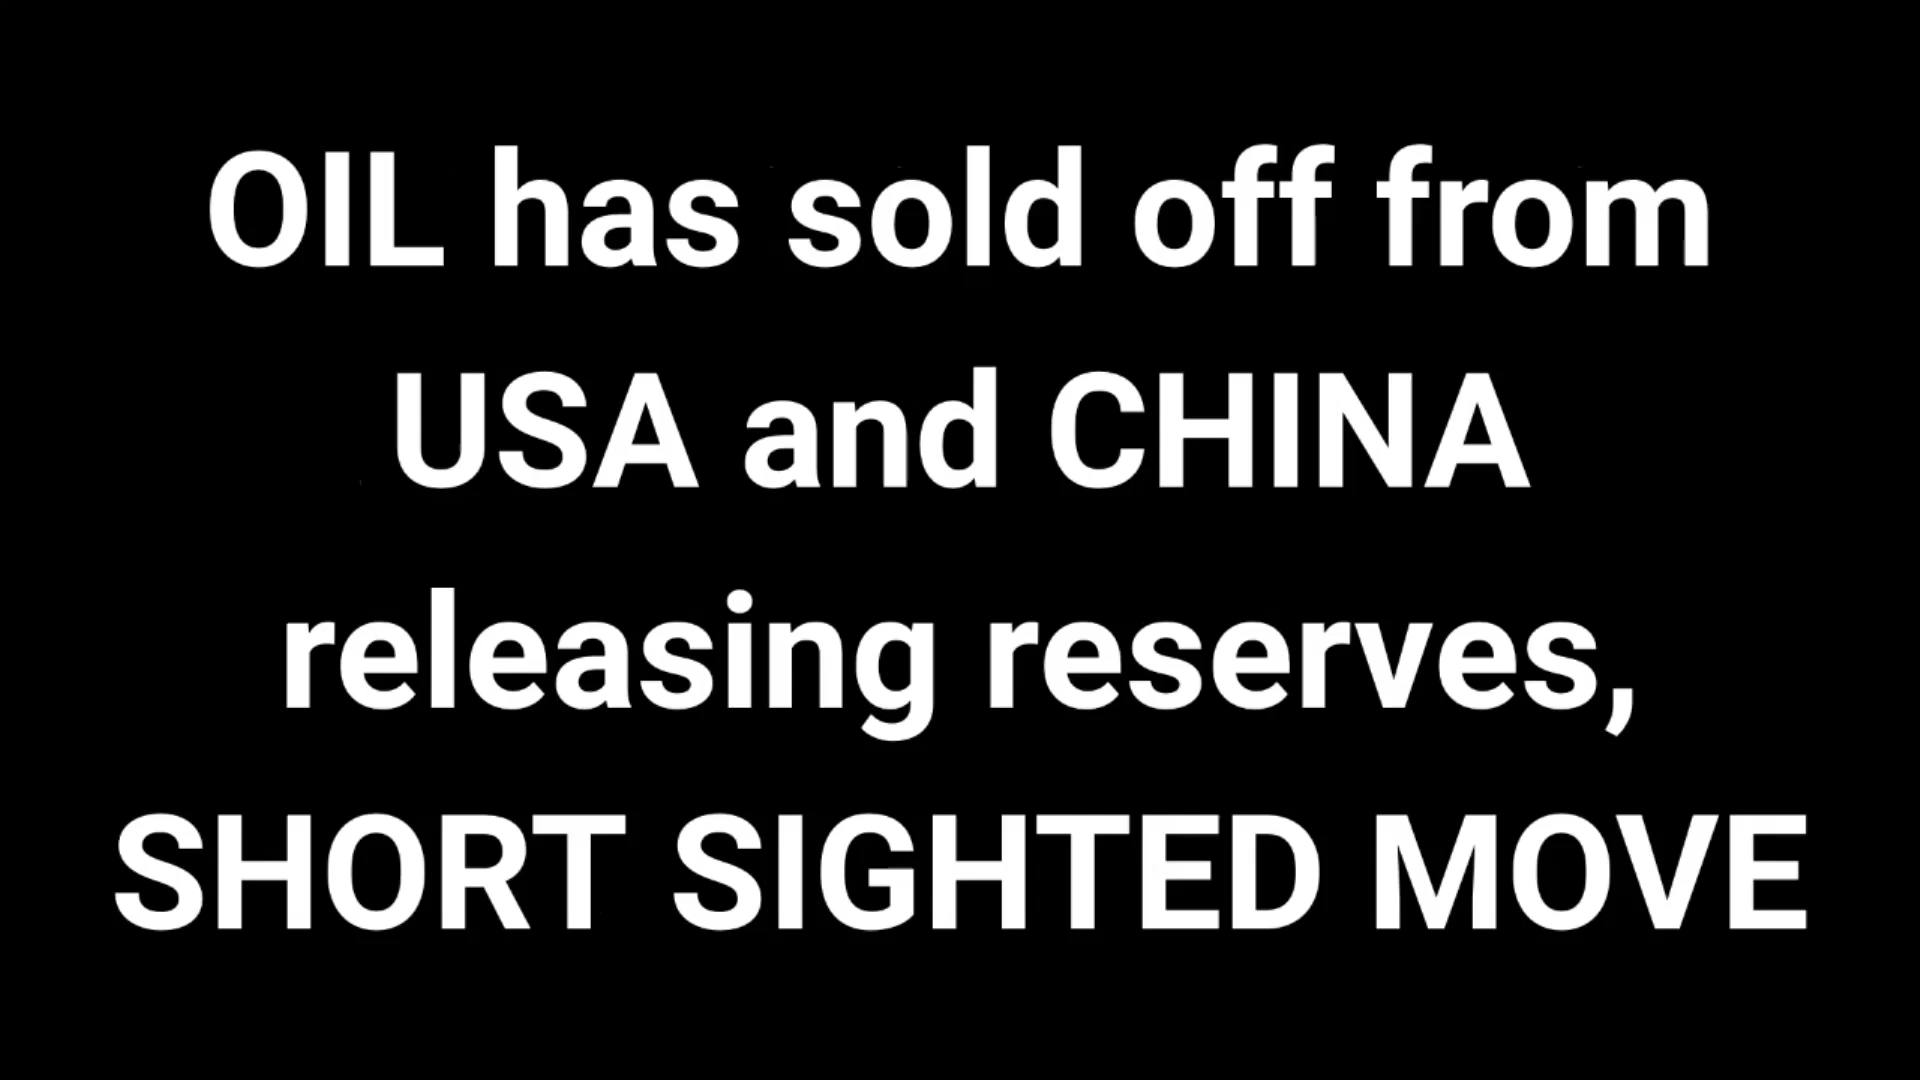 OIL has sold off from
USA and CHINA
releasing reserves,
SHORT SIGHTED MOVE